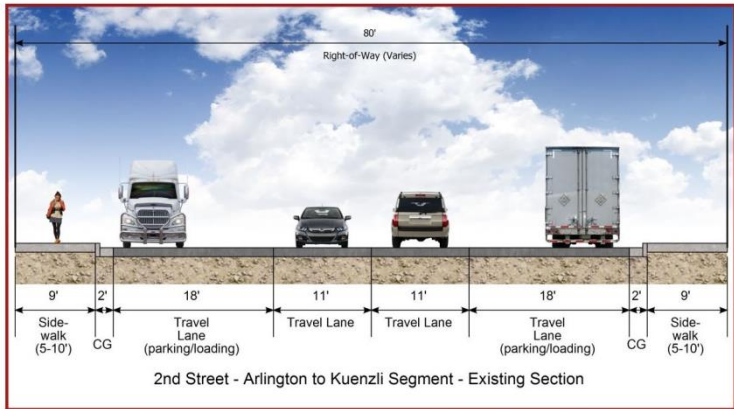 80'
Right-of-Way (Varies)
9'
2'
18'
11'
11'
18'
2'
9'
Side-
walk
(5-10')
CG
Travel
Lane
(parking/loading)
Travel Lane
Travel Lane
Travel
Lane
(parking/loading)
CG
Side-
walk
(5-10')
2nd Street - Arlington to Kuenzli Segment - Existing Section